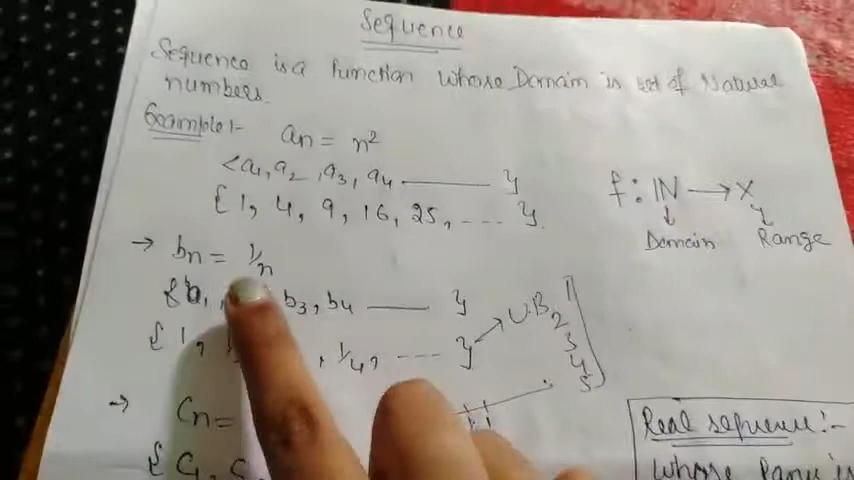 Sequence
Sequence is a function whose Domain is set of Natural
numbers.
Example:-
an = n²
<a1, a2, a3, a4 ——— }
{1, 4, 9, 16, 25, ---- }.
f: IN → X
Domain Range
→ bn = 1/n
{b1, b3, b4 —— }
{1, , 1/4, ---- } → U.B 1
2
3
4
5
→ Cn =
{C1, C
Real sequence:-
whose Range is